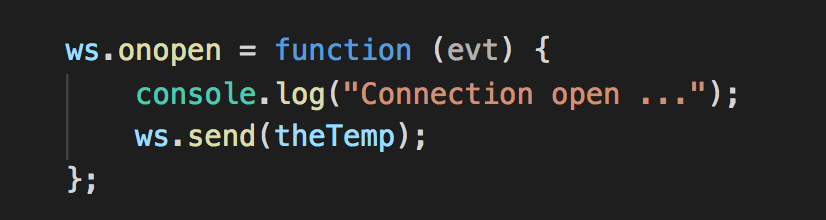 ws.onopen = function (evt) {
    console.log("Connection open ...");
    ws.send(theTemp);
};